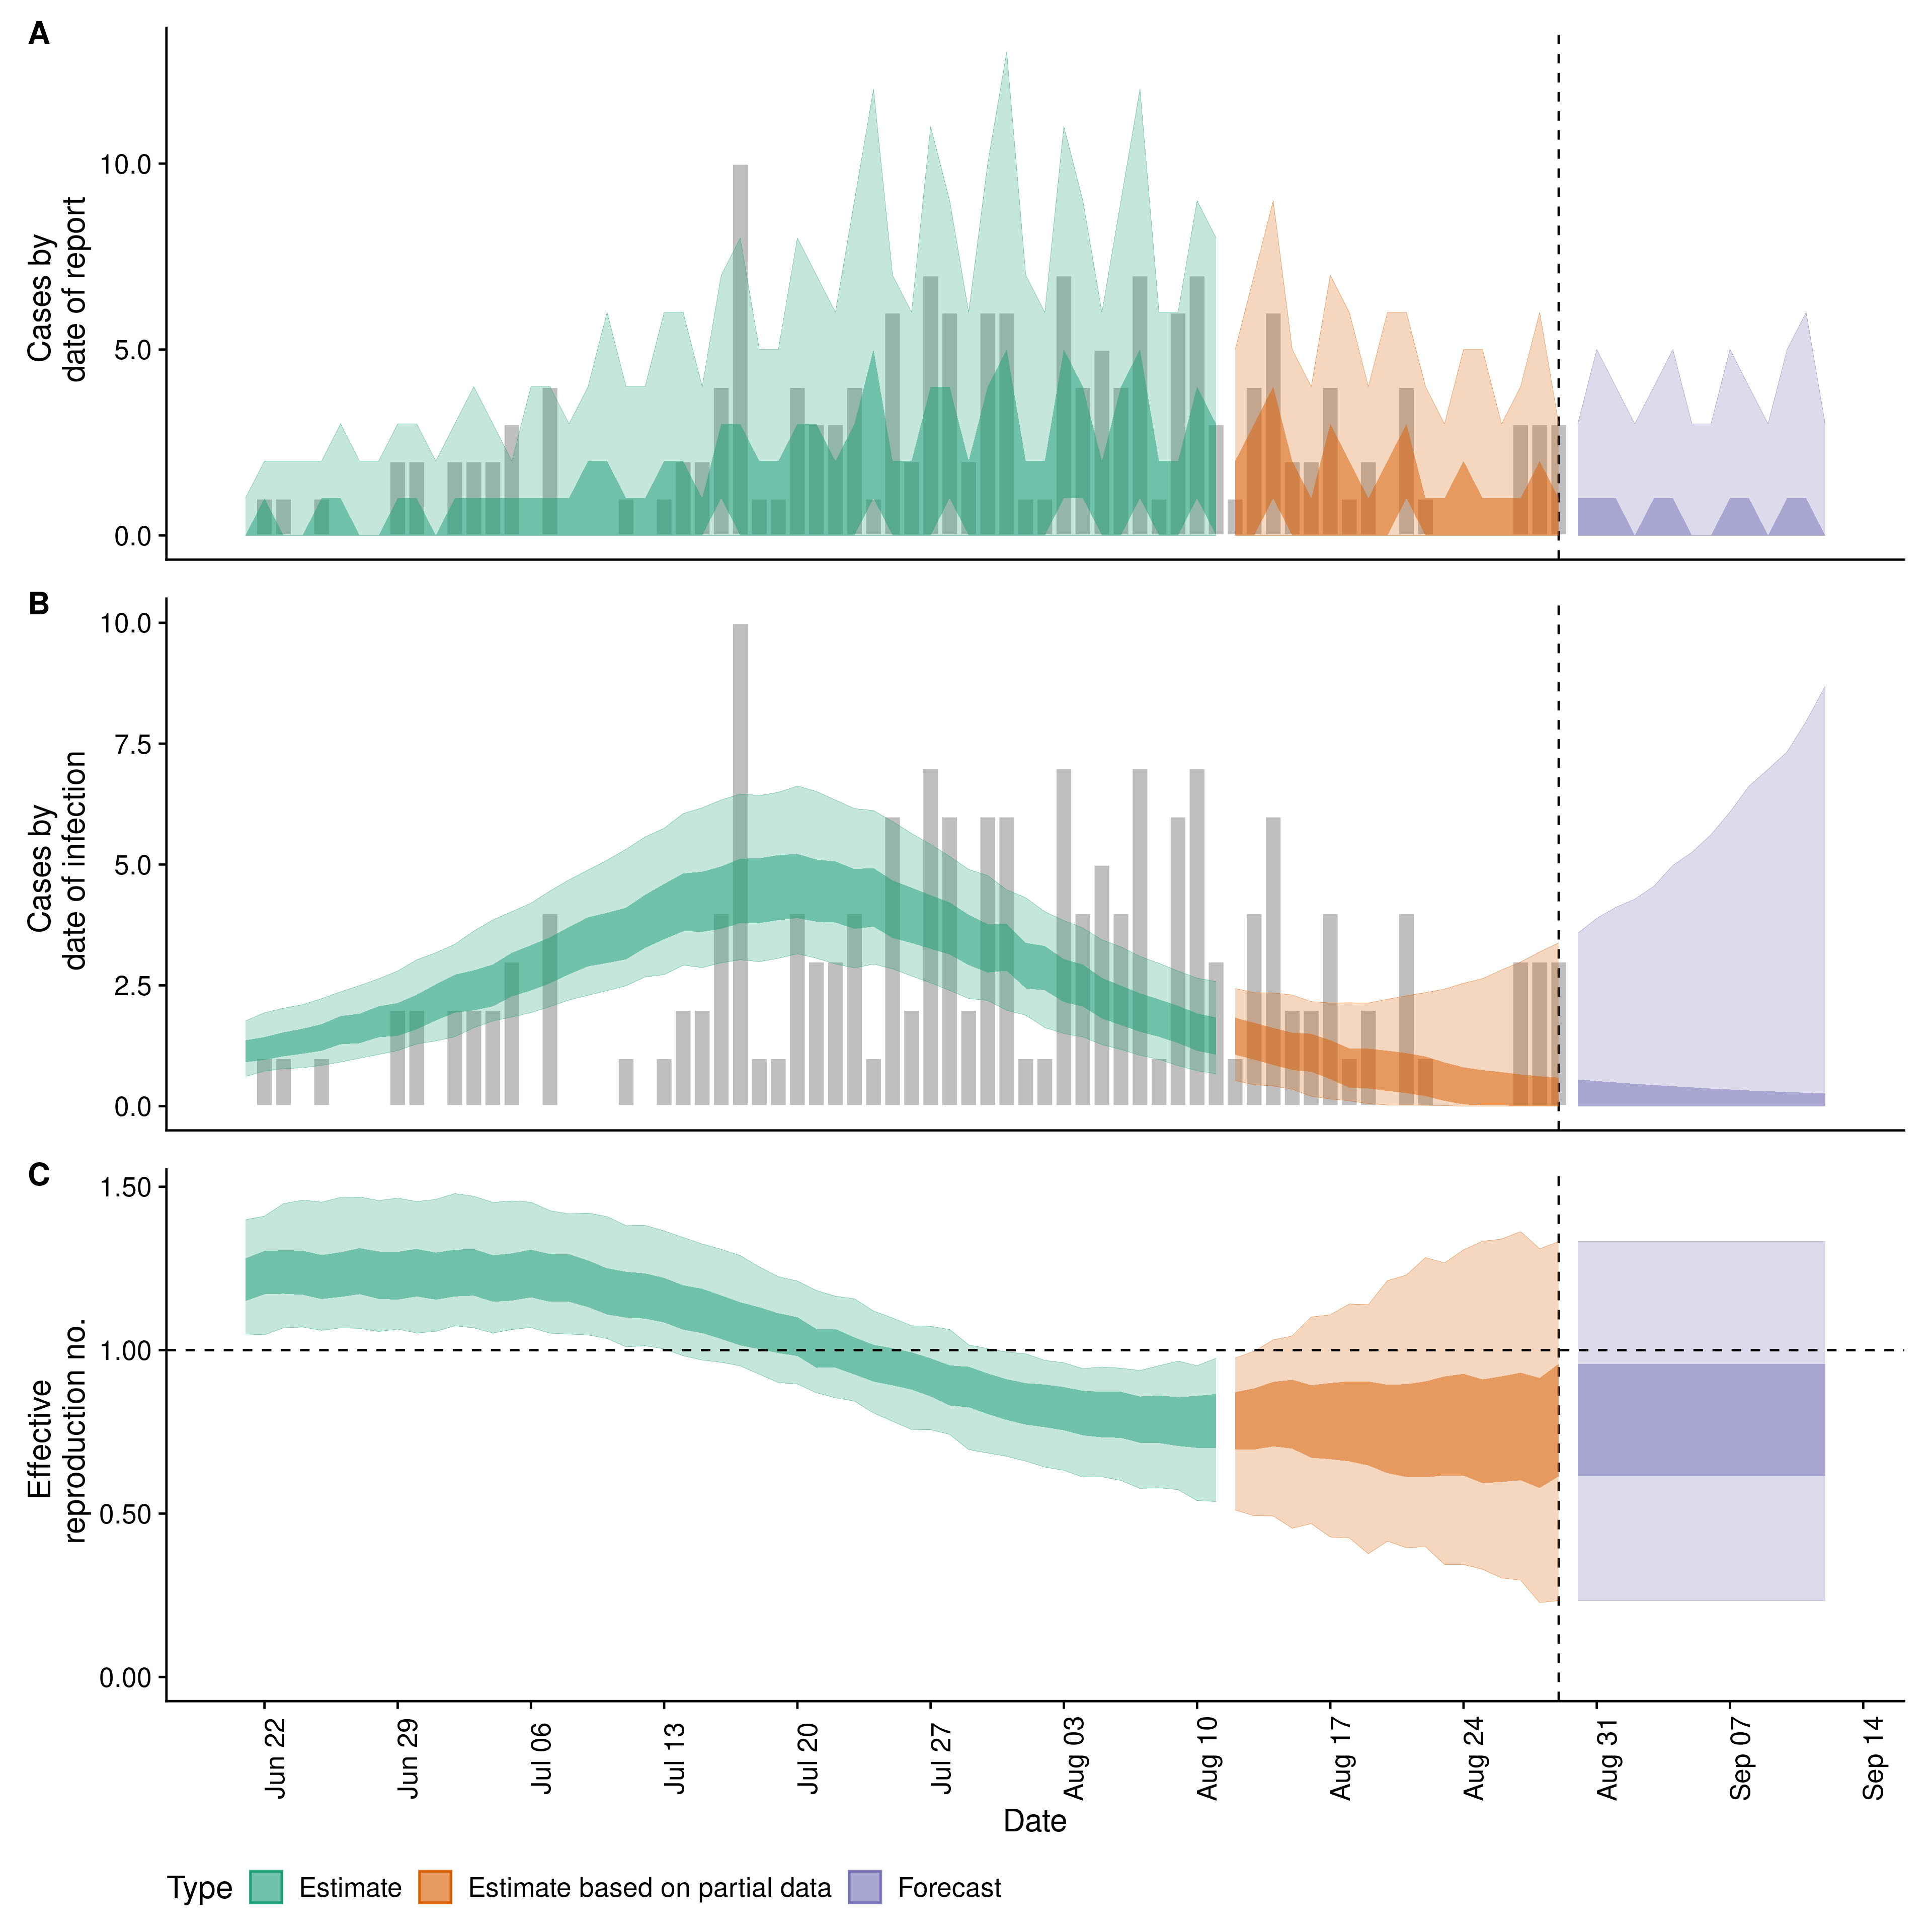 A
Cases by
date of report
10.0
5.0
0.0
B
Cases by
date of infection
10.0
7.5
5.0
2.5
0.0
C
Effective
reproduction no.
1.50
1.00
0.50
0.00
Jun 22
Jun 29
Jul 06
Jul 13
Jul 20
Jul 27
Aug 03
Aug 10
Aug 17
Aug 24
Aug 31
Sep 07
Sep 14
Date
Type Estimate Estimate based on partial data Forecast